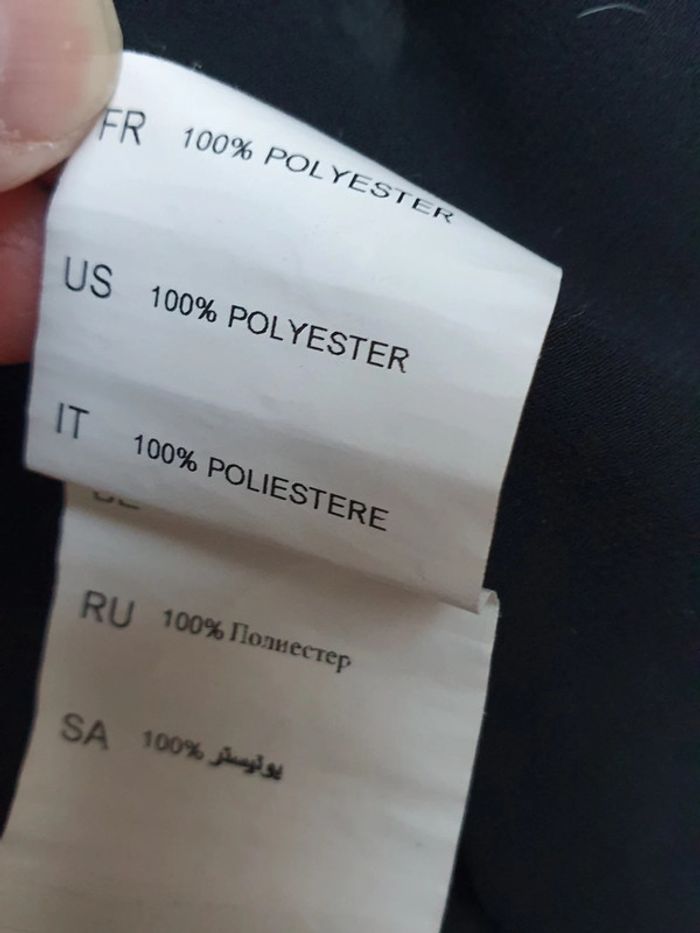 FR 100% POLYESTER
US 100% POLYESTER
IT 100% POLIESTERE
RU 100% Полиестер
SA 100% بوليستر